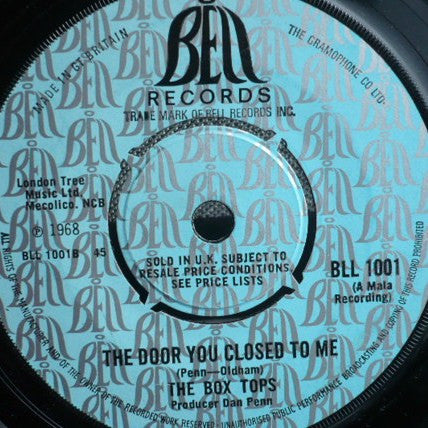 BELL
RECORDS
TRADE MARK OF BELL RECORDS INC.
MADE IN GT. BRITAIN
THE GRAMOPHONE CO LTD.
London Tree
Music Ltd,
Mecolico. NCB
℗ 1968
BLL 1001B 45
SOLD IN U.K. SUBJECT TO
RESALE PRICE CONDITIONS,
SEE PRICE LISTS
BLL 1001
(A Mala
Recording)
THE DOOR YOU CLOSED TO ME
(Penn—Oldham)
THE BOX TOPS
Producer Dan Penn
ALL RIGHTS OF THE MANUFACTURER AND OF THE OWNER OF THE RECORDED WORK RESERVED - UNAUTHORISED PUBLIC PERFORMANCE BROADCASTING AND COPYING OF THIS RECORD PROHIBITED